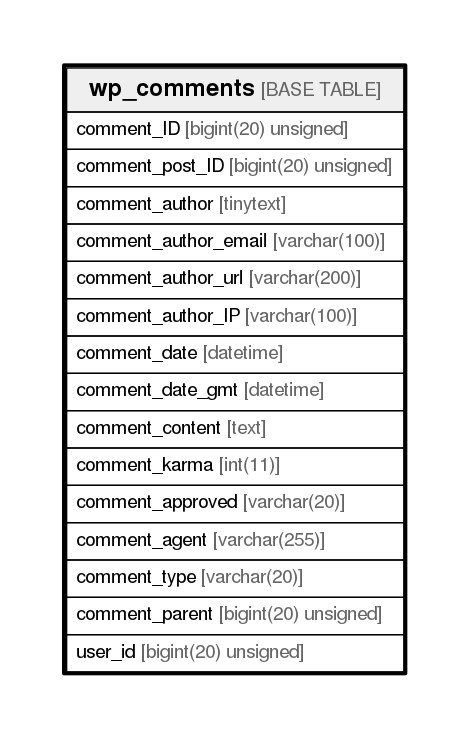 wp_comments [BASE TABLE]
comment_ID [bigint(20) unsigned]
comment_post_ID [bigint(20) unsigned]
comment_author [tinytext]
comment_author_email [varchar(100)]
comment_author_url [varchar(200)]
comment_author_IP [varchar(100)]
comment_date [datetime]
comment_date_gmt [datetime]
comment_content [text]
comment_karma [int(11)]
comment_approved [varchar(20)]
comment_agent [varchar(255)]
comment_type [varchar(20)]
comment_parent [bigint(20) unsigned]
user_id [bigint(20) unsigned]